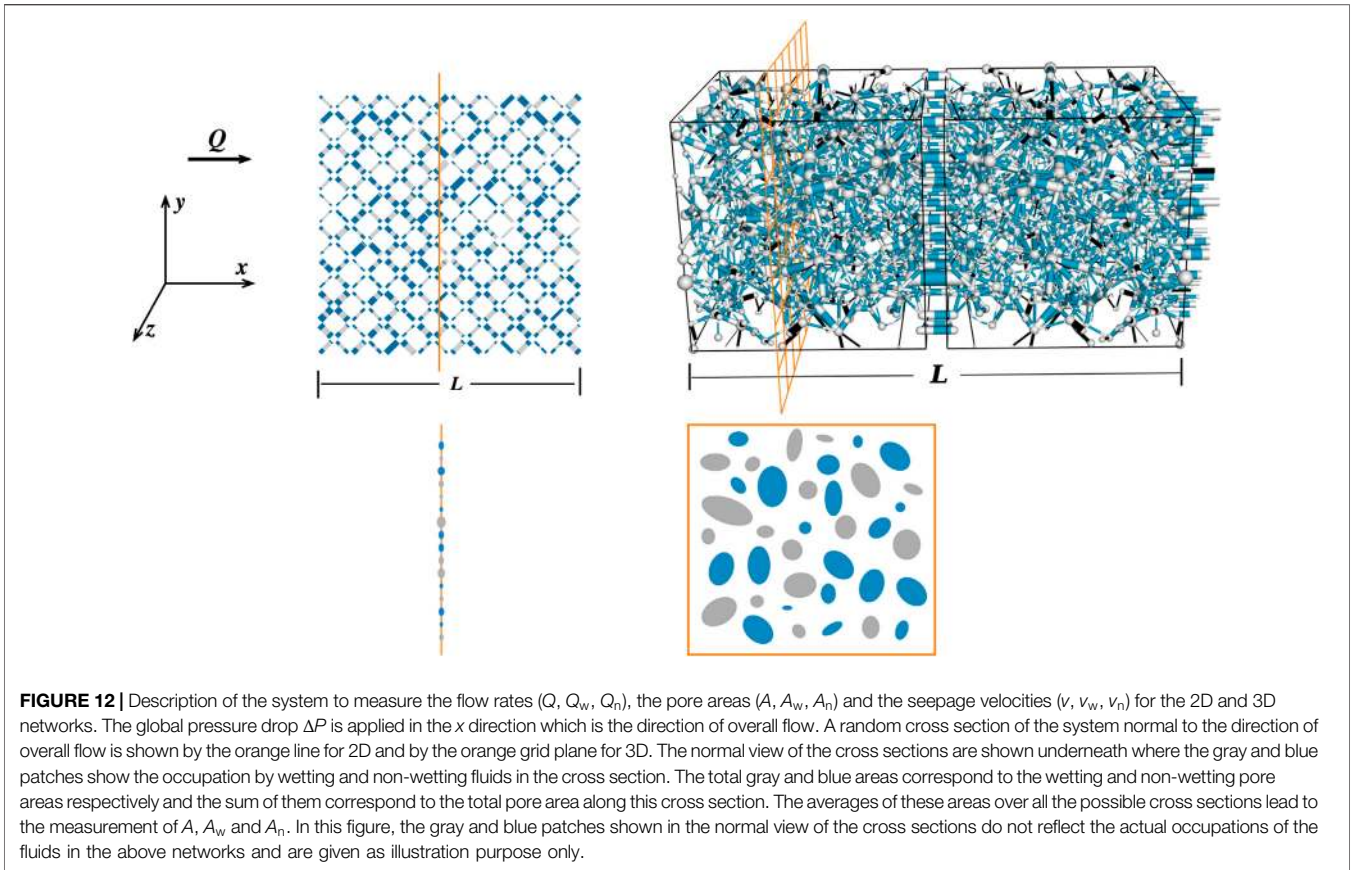 Q
y
x
z
L
L
FIGURE 12 | Description of the system to measure the flow rates (Q, Qw, Qn), the pore areas (A, Aw, An) and the seepage velocities (v, vw, vn) for the 2D and 3D
networks. The global pressure drop ΔP is applied in the x direction which is the direction of overall flow. A random cross section of the system normal to the direction of
overall flow is shown by the orange line for 2D and by the orange grid plane for 3D. The normal view of the cross sections are shown underneath where the gray and blue
patches show the occupation by wetting and non-wetting fluids in the cross section. The total gray and blue areas correspond to the wetting and non-wetting pore
areas respectively and the sum of them correspond to the total pore area along this cross section. The averages of these areas over all the possible cross sections lead to
the measurement of A, Aw and An. In this figure, the gray and blue patches shown in the normal view of the cross sections do not reflect the actual occupations of the
fluids in the above networks and are given as illustration purpose only.